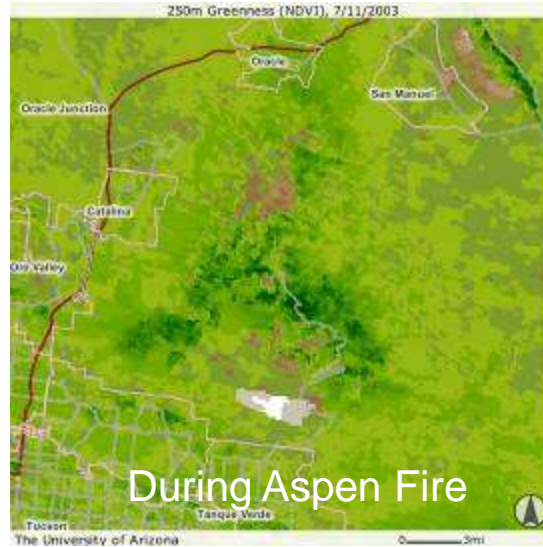 250m Greenness (NDVI), 7/11/2003
Oracle
San Manuel
Oracle Junction
Catalina
Oro Valley
During Aspen Fire
Tanque Verde
Tucson
The University of Arizona
0 3mi